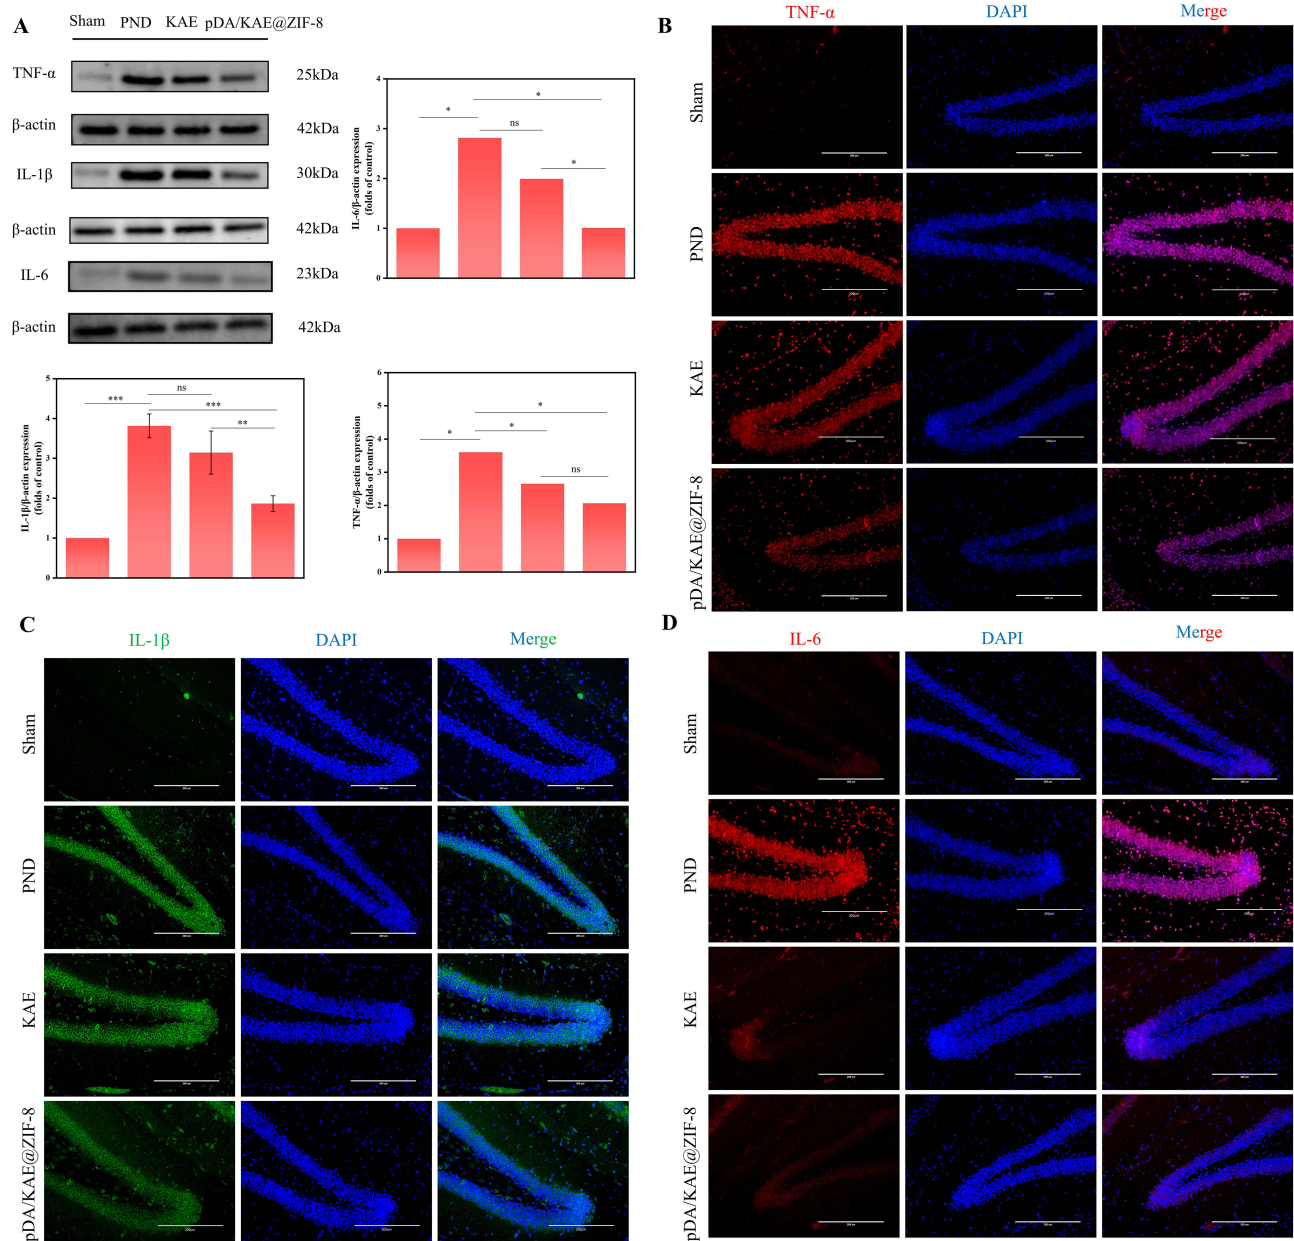 A
Sham PND KAE pDA/KAE@ZIF-8
TNF-α 25kDa
β-actin 42kDa
IL-1β 30kDa
β-actin 42kDa
IL-6 23kDa
β-actin 42kDa
IL-6/β-actin expression
(folds of control)
4
3
2
1
0
*
*
ns
*
IL-1β/β-actin expression
(folds of control)
5
4
3
2
1
0
ns
***
***
**
TNF-α/β-actin expression
(folds of control)
6
4
2
0
*
*
*
ns
B
TNF-α DAPI Merge
Sham
PND
KAE
pDA/KAE@ZIF-8
200μm
C
IL-1β DAPI Merge
Sham
PND
KAE
pDA/KAE@ZIF-8
200μm
D
IL-6 DAPI Merge
Sham
PND
KAE
pDA/KAE@ZIF-8
200μm